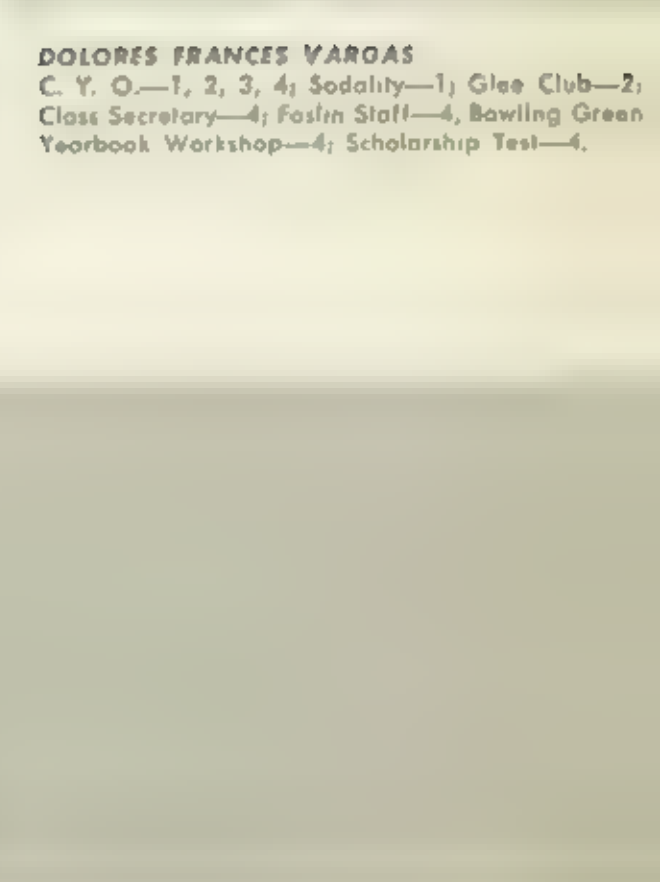 DOLORES FRANCES VARGAS
C. Y. O.—1, 2, 3, 4; Sodality—1; Glee Club—2;
Class Secretary—4; Fostrin Staff—4, Bowling Green
Yearbook Workshop—4; Scholarship Test—4.